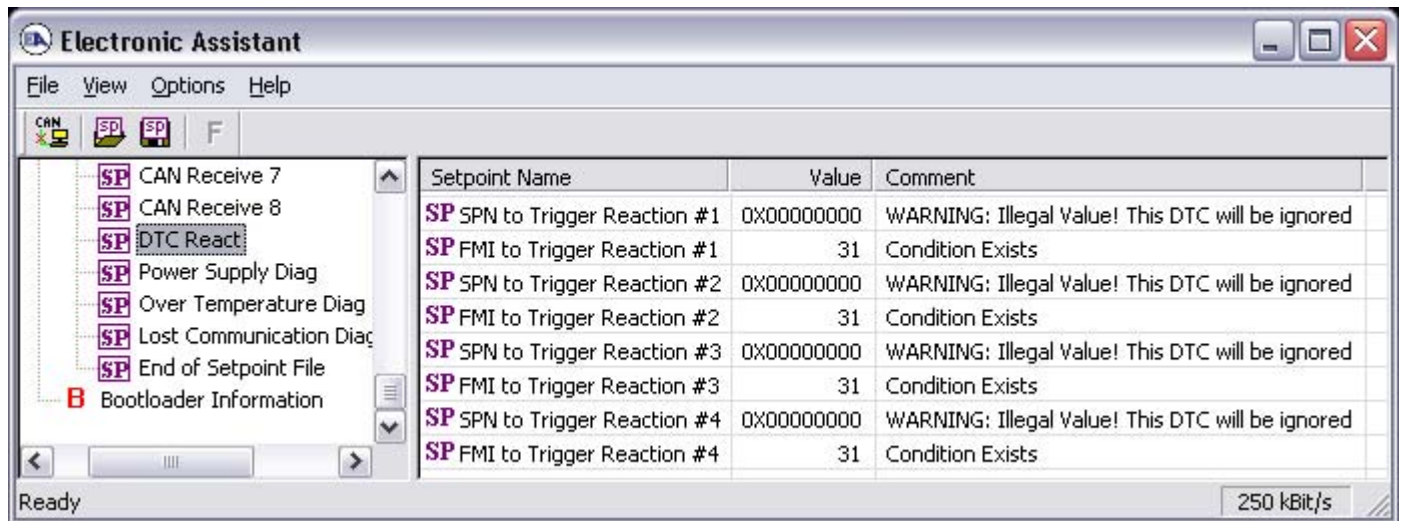 Electronic Assistant
File View Options Help
CAN SP SP F
SP CAN Receive 7
SP CAN Receive 8
SP DTC React
SP Power Supply Diag
SP Over Temperature Diag
SP Lost Communication Diag
SP End of Setpoint File
B Bootloader Information
Setpoint Name Value Comment
SP SPN to Trigger Reaction #1 0X00000000 WARNING: Illegal Value! This DTC will be ignored
SP FMI to Trigger Reaction #1 31 Condition Exists
SP SPN to Trigger Reaction #2 0X00000000 WARNING: Illegal Value! This DTC will be ignored
SP FMI to Trigger Reaction #2 31 Condition Exists
SP SPN to Trigger Reaction #3 0X00000000 WARNING: Illegal Value! This DTC will be ignored
SP FMI to Trigger Reaction #3 31 Condition Exists
SP SPN to Trigger Reaction #4 0X00000000 WARNING: Illegal Value! This DTC will be ignored
SP FMI to Trigger Reaction #4 31 Condition Exists
Ready 250 kBit/s